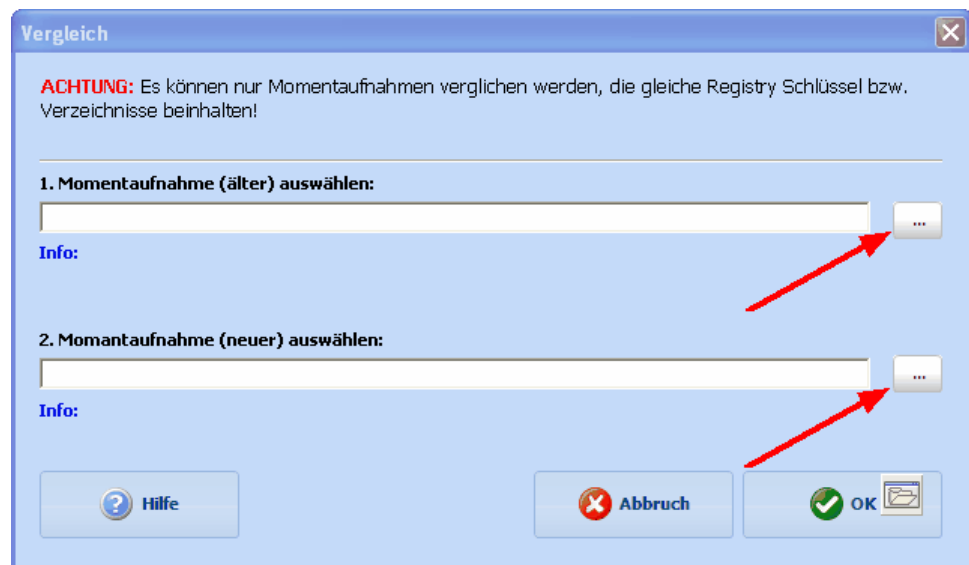 Vergleich
ACHTUNG: Es können nur Momentaufnahmen verglichen werden, die gleiche Registry Schlüssel bzw.
Verzeichnisse beinhalten!
1. Momentaufnahme (älter) auswählen:
...
Info:
2. Momantaufnahme (neuer) auswählen:
...
Info:
Hilfe
Abbruch
OK